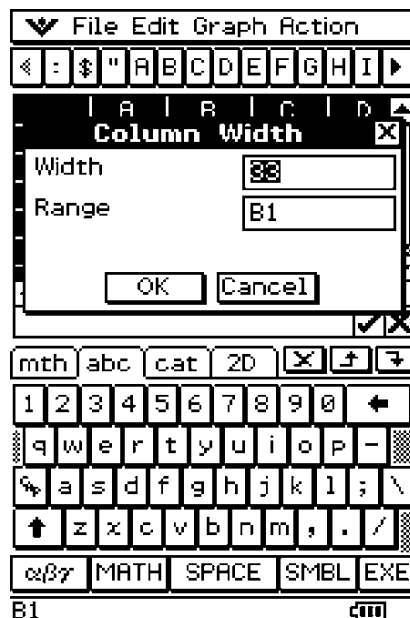 File Edit Graph Action
: $ " A B C D E F G H I
A B C D
Column Width X
Width 33
Range B1
OK Cancel
mth abc cat 2D
1 2 3 4 5 6 7 8 9 0
q w e r t y u i o p -
a s d f g h j k l ; \
z x c v b n m , . /
αβγ MATH SPACE SMBL EXE
B1